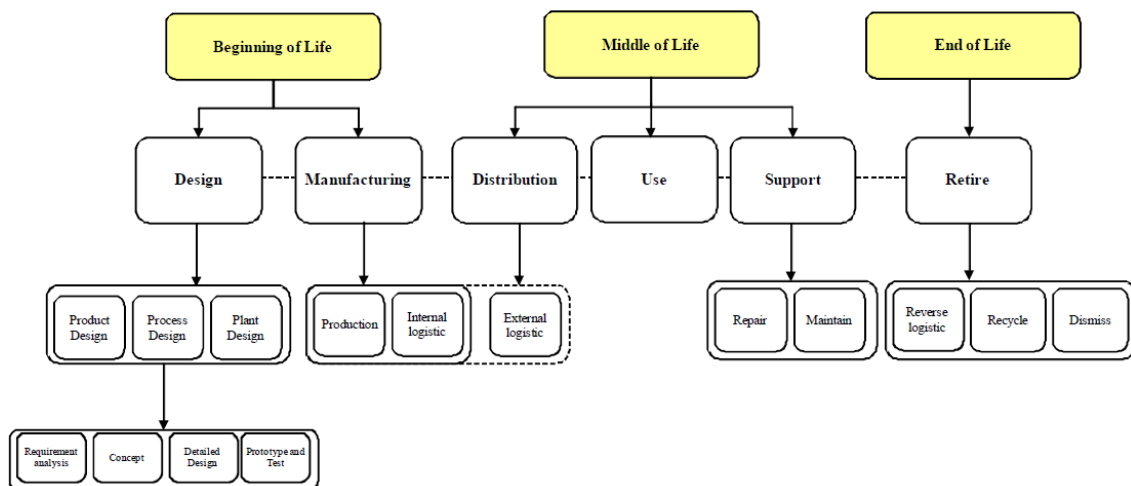 Beginning of Life
Middle of Life
End of Life
Design
Manufacturing
Distribution
Use
Support
Retire
Product
Design
Process
Design
Plant
Design
Production
Internal
logistic
External
logistic
Repair
Maintain
Reverse
logistic
Recycle
Dismiss
Requirement
analysis
Concept
Detailed
Design
Prototype and
Test